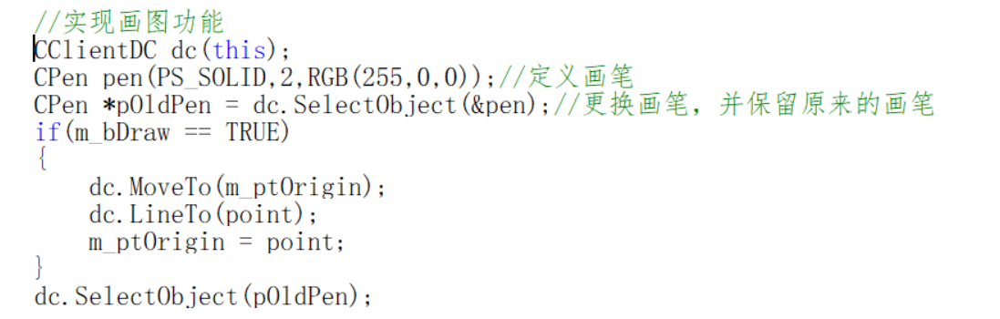 //实现画图功能
CClientDC dc(this);
CPen pen(PS_SOLID,2,RGB(255,0,0));//定义画笔
CPen *pOldPen = dc.SelectObject(&pen);//更换画笔，并保留原来的画笔
if(m_bDraw == TRUE)
{
    dc.MoveTo(m_ptOrigin);
    dc.LineTo(point);
    m_ptOrigin = point;
}
dc.SelectObject(pOldPen);